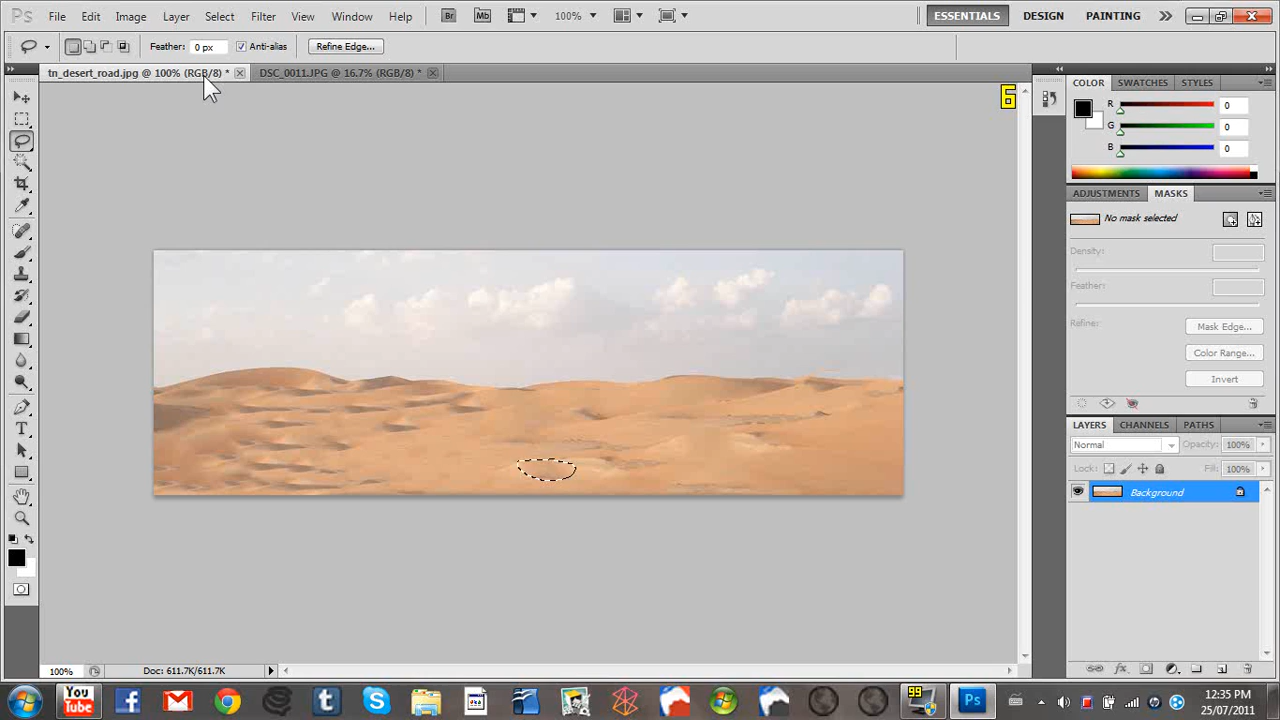 Ps File Edit Image Layer Select Filter View Window Help Br Mb 100% ESSENTIALS DESIGN PAINTING
Feather: 0 px Anti-alias Refine Edge...
tn_desert_road.jpg @ 100% (RGB/8) * DSC_0011.JPG @ 16.7% (RGB/8) *
6
COLOR SWATCHES STYLES
R 0
G 0
B 0
ADJUSTMENTS MASKS
No mask selected
Density:
Feather:
Refine: Mask Edge...
Color Range...
Invert
LAYERS CHANNELS PATHS
Normal Opacity: 100%
Lock: Fill: 100%
Background
100% Doc: 611.7K/611.7K
You Tube
f t S 99 Ps
12:35 PM
25/07/2011